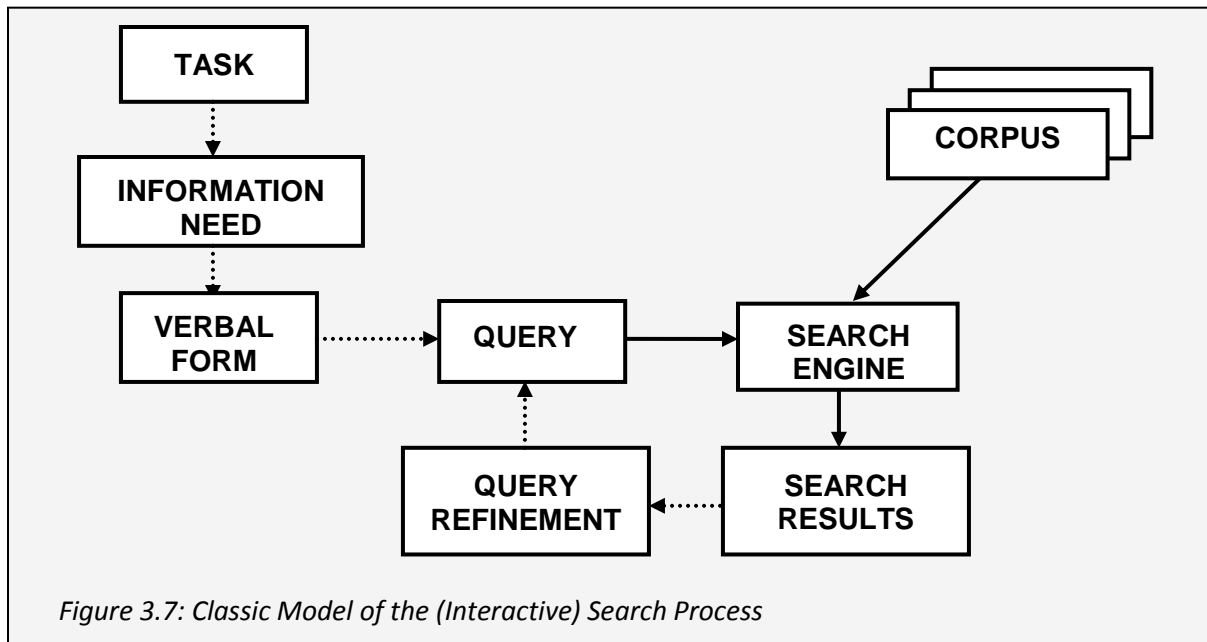 TASK
CORPUS
INFORMATION
NEED
VERBAL
FORM
QUERY
SEARCH
ENGINE
QUERY
REFINEMENT
SEARCH
RESULTS
Figure 3.7: Classic Model of the (Interactive) Search Process